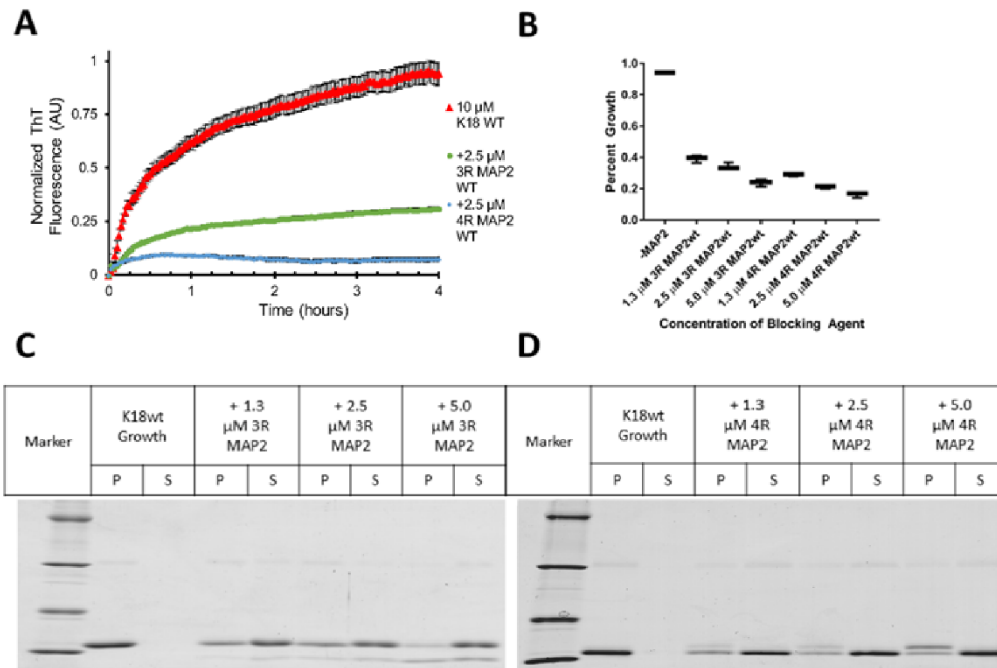 A
Normalized ThT
Fluorescence (AU)
1
0.75
0.5
0.25
0
0
1
2
3
4
Time (hours)
10 µM
K18 WT
+2.5 µM
3R MAP2
WT
+2.5 µM
4R MAP2
WT
B
Percent Growth
1.0
0.8
0.6
0.4
0.2
0.0
-MAP2
1.3 µM 3R MAP2wt
2.5 µM 3R MAP2wt
5.0 µM 3R MAP2wt
1.3 µM 4R MAP2wt
2.5 µM 4R MAP2wt
5.0 µM 4R MAP2wt
Concentration of Blocking Agent
C
Marker
K18wt
Growth
+ 1.3
µM 3R
MAP2
+ 2.5
µM 3R
MAP2
+ 5.0
µM 3R
MAP2
P S P S P S P S
D
Marker
K18wt
Growth
+ 1.3
µM 4R
MAP2
+ 2.5
µM 4R
MAP2
+ 5.0
µM 4R
MAP2
P S P S P S P S